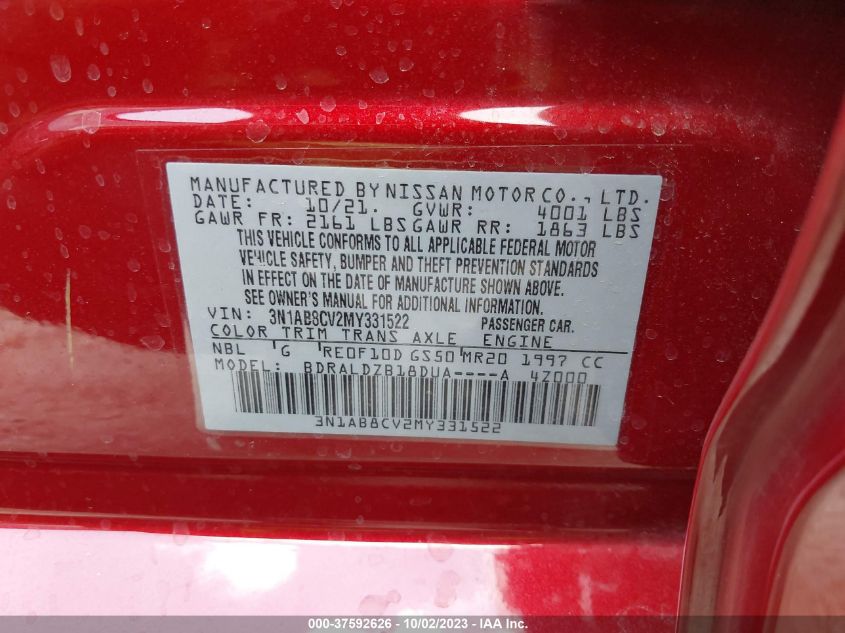 MANUFACTURED BY NISSAN MOTOR CO., LTD.
DATE: 10/21. GVWR: 4001 LBS
GAWR FR: 2161 LBS GAWR RR: 1863 LBS
THIS VEHICLE CONFORMS TO ALL APPLICABLE FEDERAL MOTOR
VEHICLE SAFETY, BUMPER AND THEFT PREVENTION STANDARDS
IN EFFECT ON THE DATE OF MANUFACTURE SHOWN ABOVE.
SEE OWNER'S MANUAL FOR ADDITIONAL INFORMATION.
VIN: 3N1AB8CV2MY331522 PASSENGER CAR.
COLOR TRIM TRANS AXLE ENGINE
NBL G RE0F10D GS50 MR20 1997 CC
MODEL: BDRALDZB18DUA----A 4Z000
3N1AB8CV2MY331522
000-37592626 - 10/02/2023 - IAA Inc.